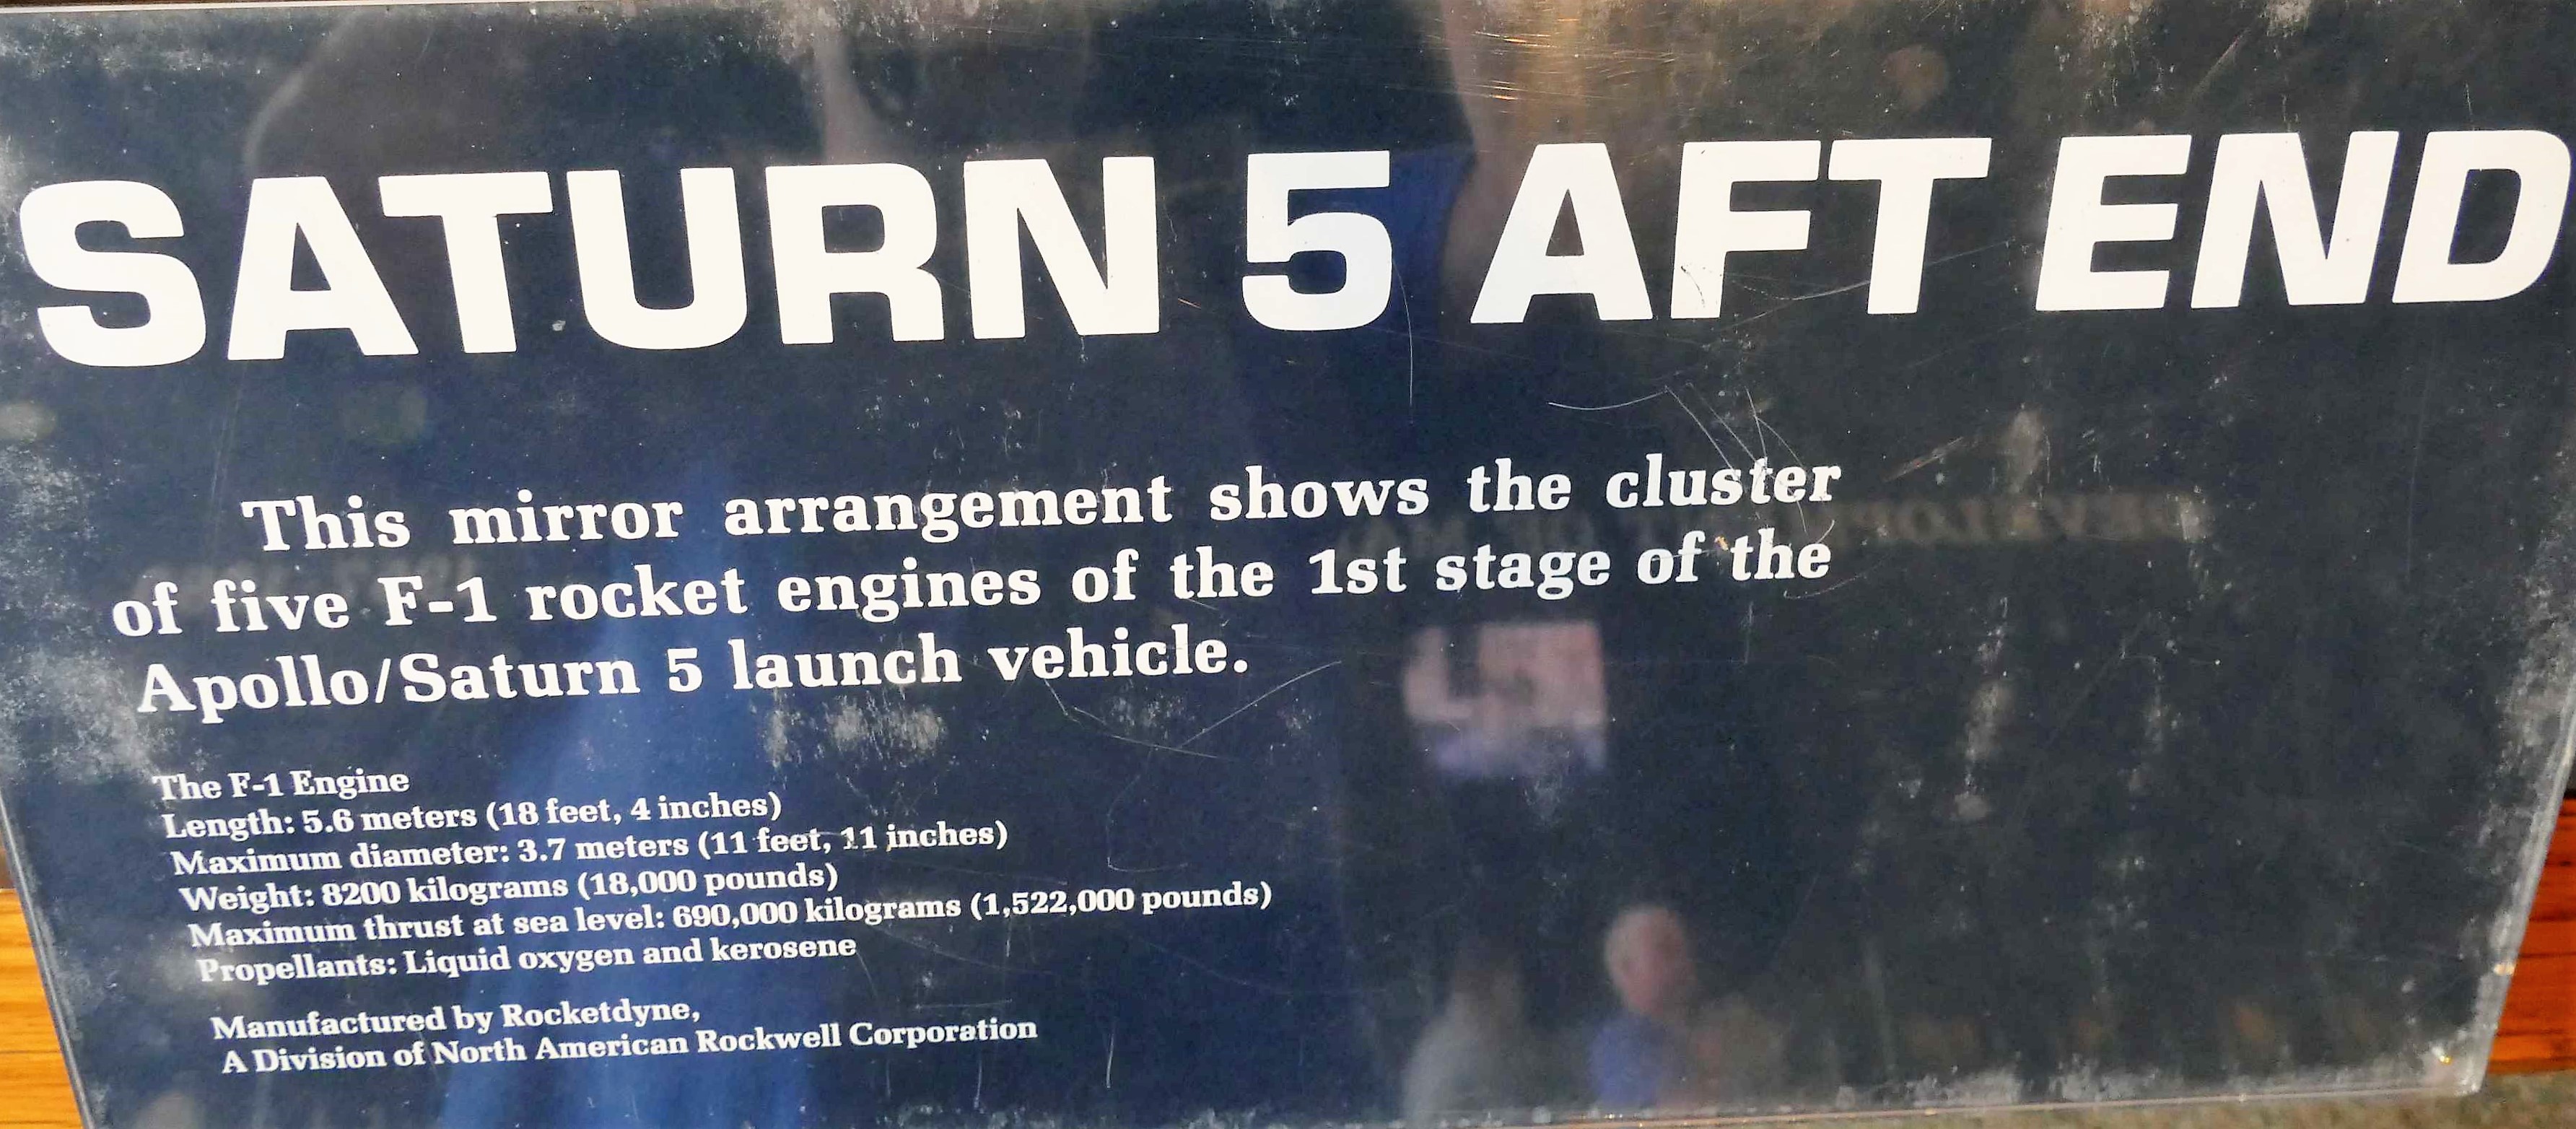 SATURN 5 AFT END
This mirror arrangement shows the cluster
of five F-1 rocket engines of the 1st stage of the
Apollo/Saturn 5 launch vehicle.
The F-1 Engine
Length: 5.6 meters (18 feet, 4 inches)
Maximum diameter: 3.7 meters (11 feet, 11 inches)
Weight: 8200 kilograms (18,000 pounds)
Maximum thrust at sea level: 690,000 kilograms (1,522,000 pounds)
Propellants: Liquid oxygen and kerosene
Manufactured by Rocketdyne,
A Division of North American Rockwell Corporation